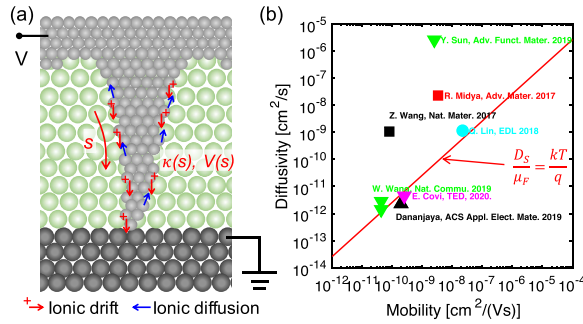 (a)
V
s
κ(s), V(s)
+ Ionic drift
Ionic diffusion
(b)
Diffusivity [cm²/s]
10⁻⁵
10⁻⁶
10⁻⁷
10⁻⁸
10⁻⁹
10⁻¹⁰
10⁻¹¹
10⁻¹²
10⁻¹³
10⁻¹⁴
Y. Sun, Adv. Funct. Mater. 2019
R. Midya, Adv. Mater. 2017
Z. Wang, Nat. Mater. 2017
Q. Lin, EDL 2018
D_S/μ_F = kT/q
W. Wang, Nat. Commu. 2019
E. Covi, TED, 2020.
Dananjaya, ACS Appl. Elect. Mate. 2019
10⁻¹² 10⁻¹¹ 10⁻¹⁰ 10⁻⁹ 10⁻⁸ 10⁻⁷ 10⁻⁶ 10⁻⁵ 10⁻⁴
Mobility [cm²/(Vs)]